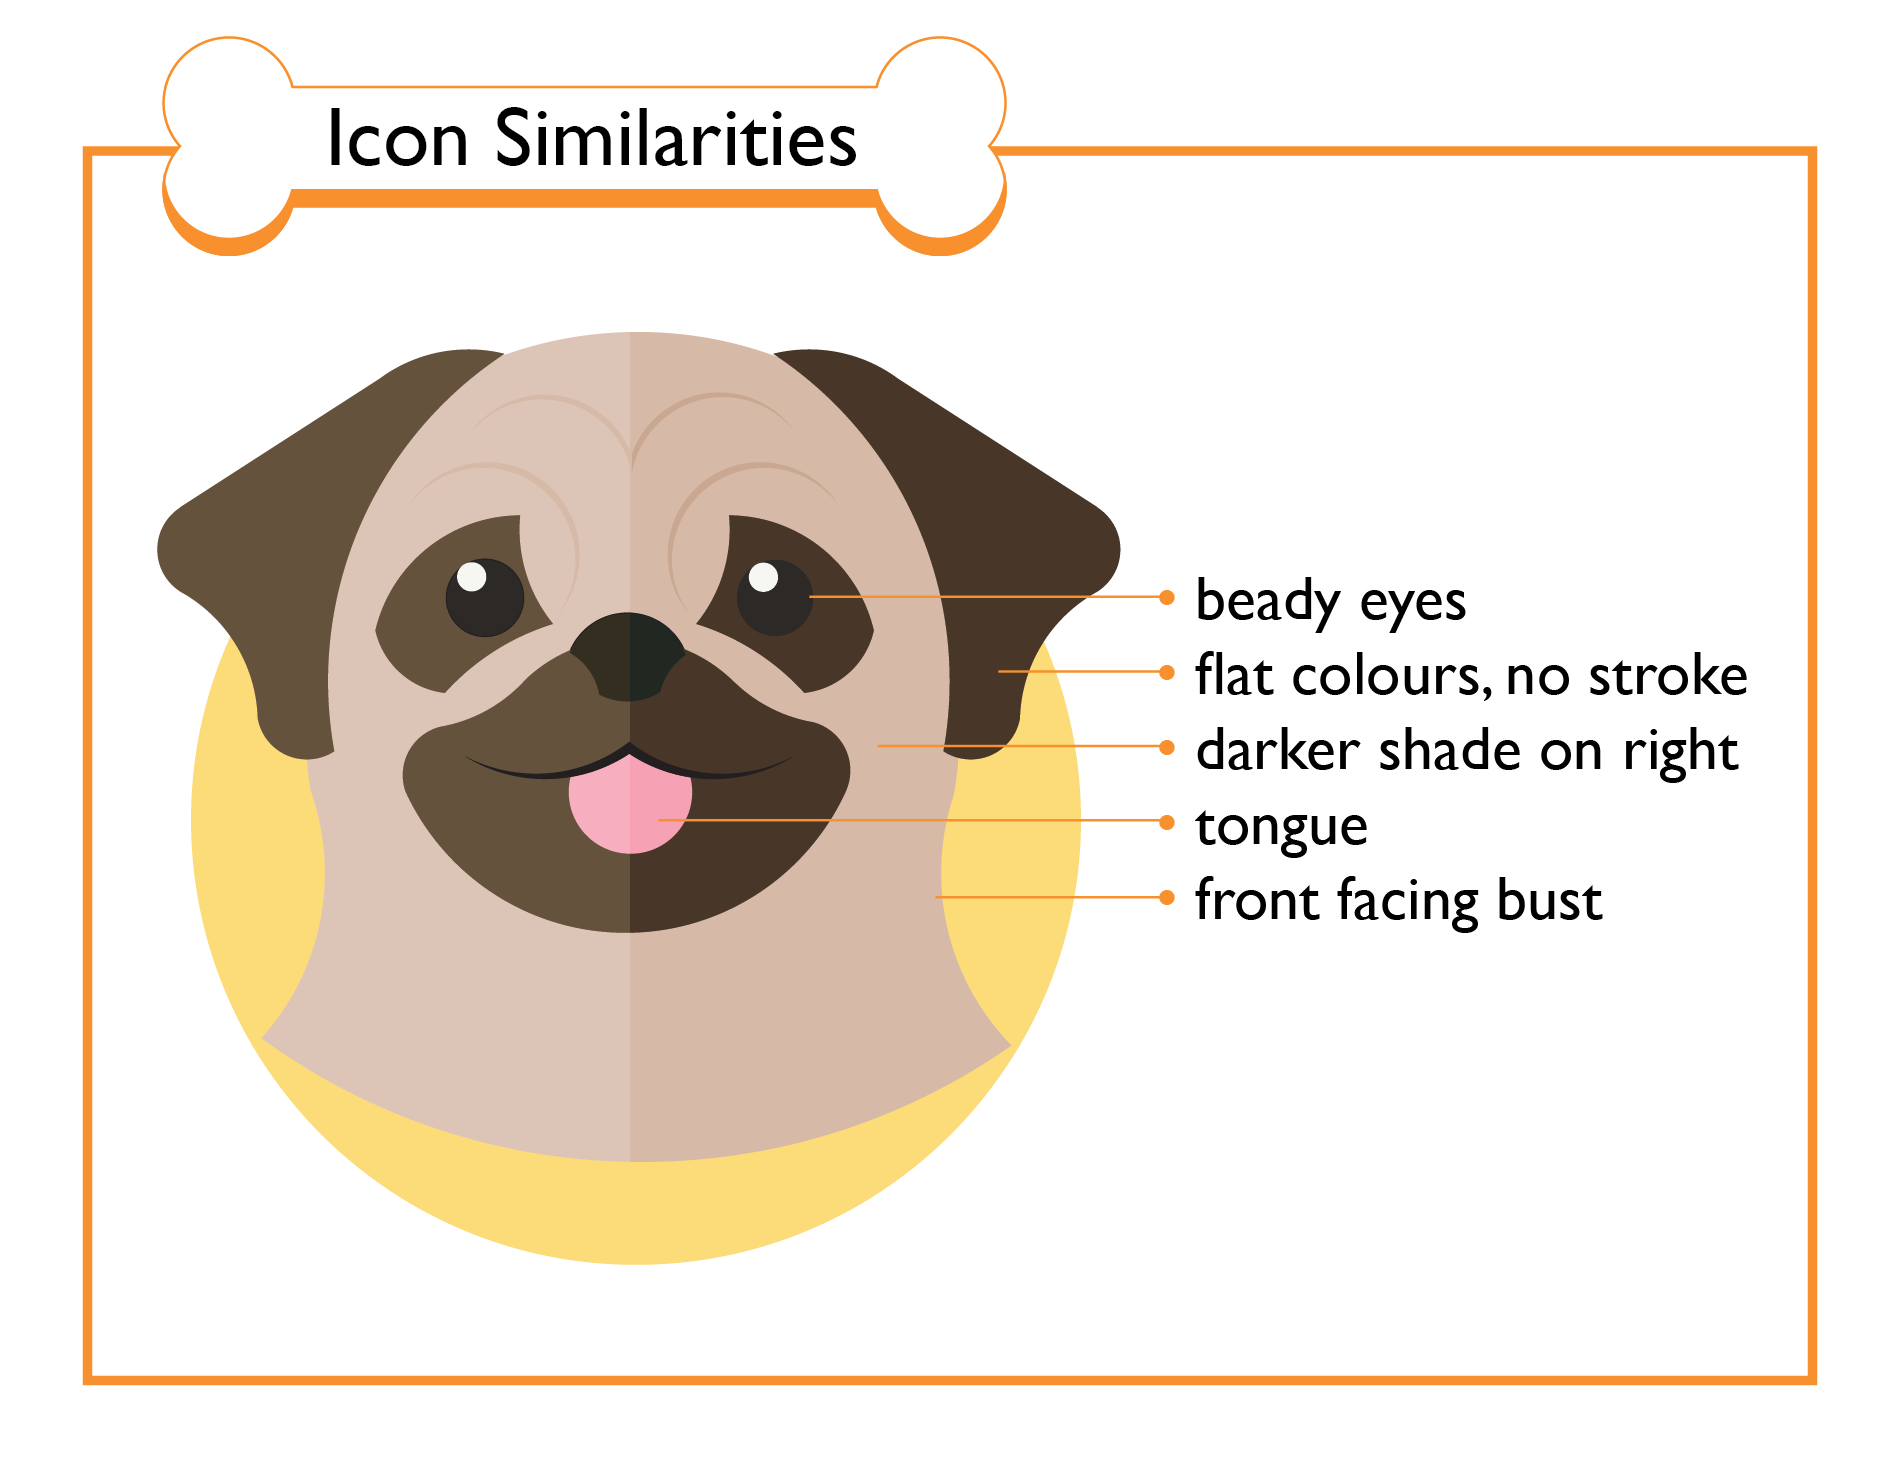 Icon Similarities
beady eyes
flat colours, no stroke
darker shade on right
tongue
front facing bust